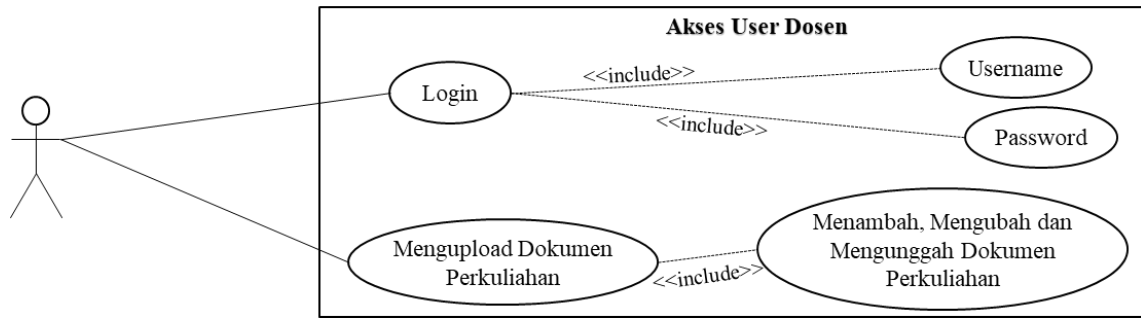 Akses User Dosen
Login
<<include>>
Username
<<include>>
Password
Mengupload Dokumen
Perkuliahan
<<include>>
Menambah, Mengubah dan
Mengunggah Dokumen
Perkuliahan